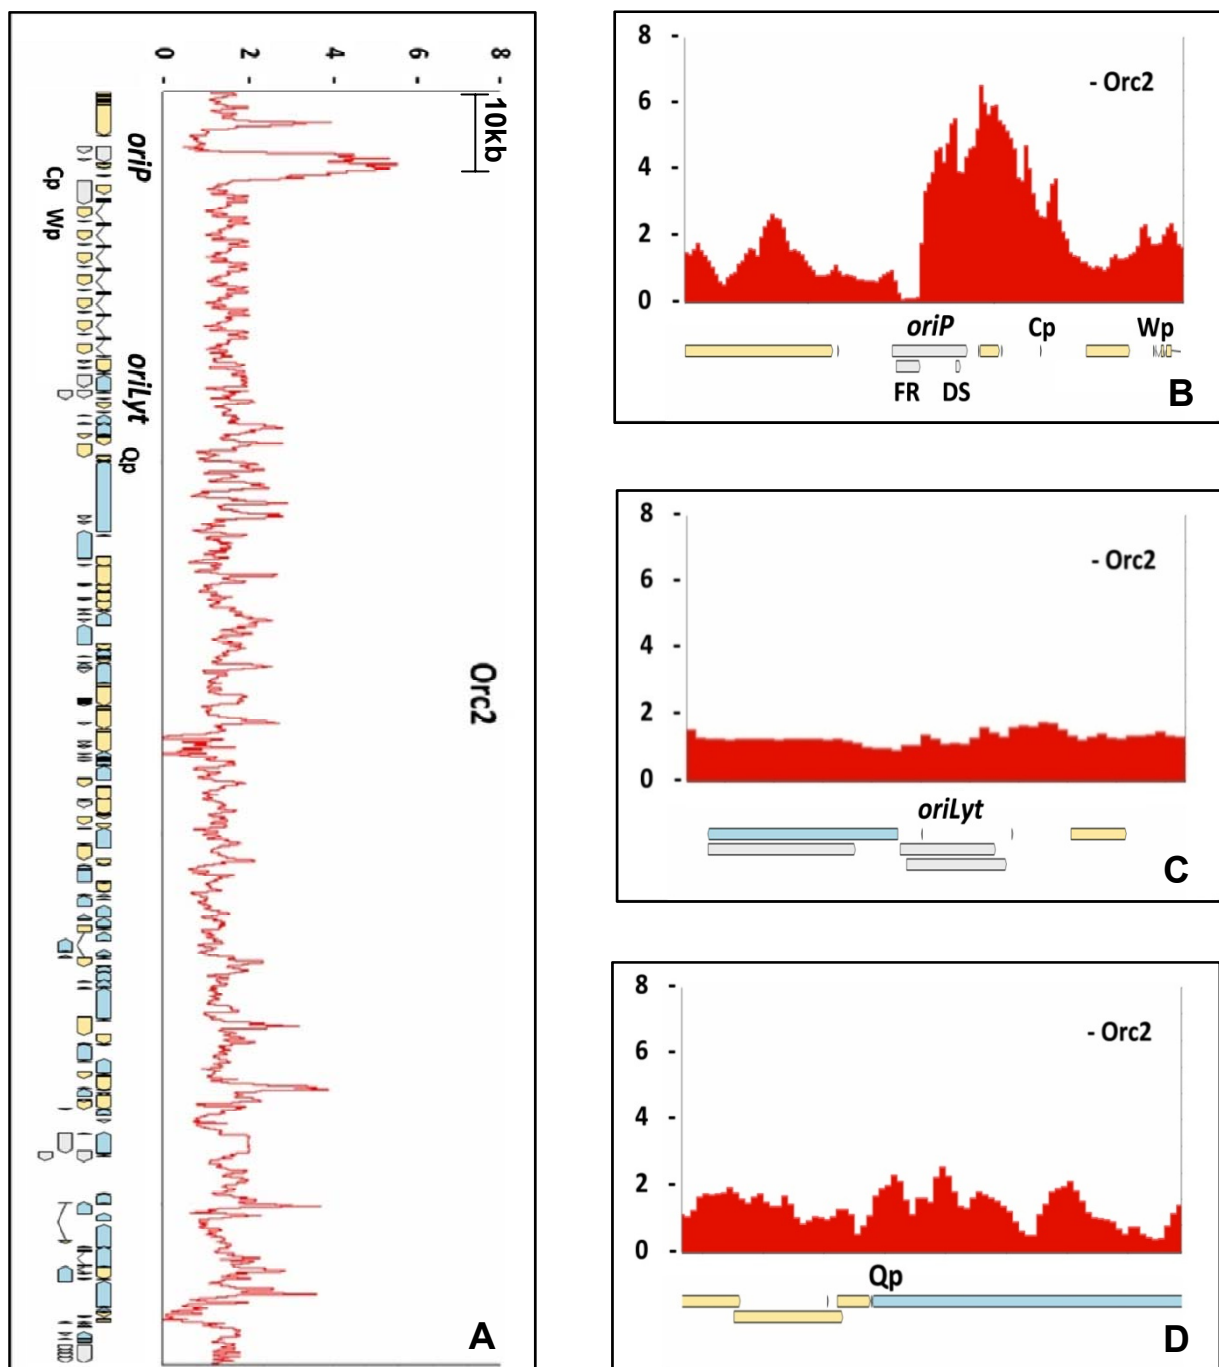 0 2 4 6 8
10kb
oriP
Cp Wp
oriLyt
Qp
Orc2
A
8 -
6 -
4 -
2 -
0 -
- Orc2
oriP Cp Wp
FR DS
B
8 -
6 -
4 -
2 -
0 -
- Orc2
oriLyt
C
8 -
6 -
4 -
2 -
0 -
- Orc2
Qp
D